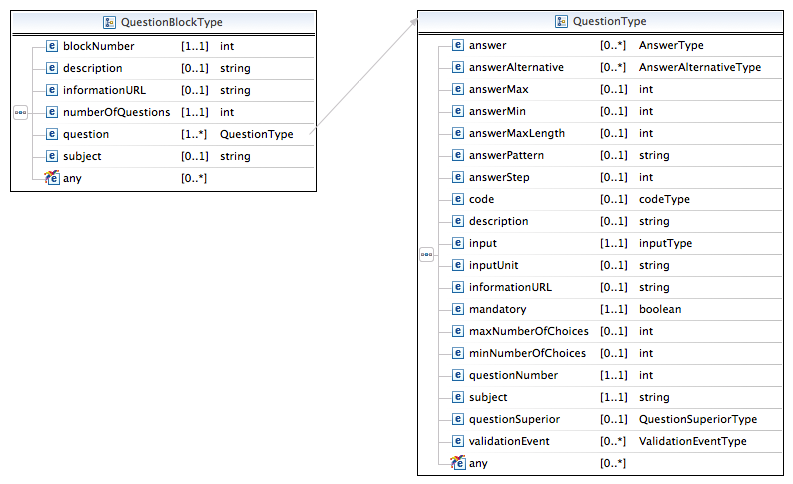 QuestionBlockType
blockNumber [1..1] int
description [0..1] string
informationURL [0..1] string
numberOfQuestions [1..1] int
question [1..*] QuestionType
subject [0..1] string
any [0..*]
QuestionType
answer [0..*] AnswerType
answerAlternative [0..*] AnswerAlternativeType
answerMax [0..1] int
answerMin [0..1] int
answerMaxLength [0..1] int
answerPattern [0..1] string
answerStep [0..1] int
code [0..1] codeType
description [0..1] string
input [1..1] inputType
inputUnit [0..1] string
informationURL [0..1] string
mandatory [1..1] boolean
maxNumberOfChoices [0..1] int
minNumberOfChoices [0..1] int
questionNumber [1..1] int
subject [1..1] string
questionSuperior [0..1] QuestionSuperiorType
validationEvent [0..*] ValidationEventType
any [0..*]